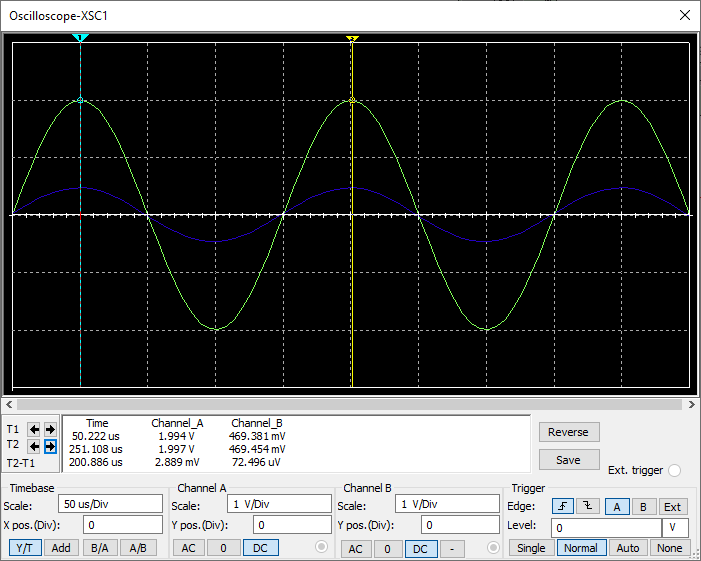 Oscilloscope-XSC1
1
2
Time Channel_A Channel_B
T1 50.222 us 1.994 V 469.381 mV
T2 251.108 us 1.997 V 469.454 mV
T2-T1 200.886 us 2.889 mV 72.496 uV
Reverse
Save
Ext. trigger
Timebase
Scale: 50 us/Div
X pos.(Div): 0
Y/T Add B/A A/B
Channel A
Scale: 1 V/Div
Y pos.(Div): 0
AC 0 DC
Channel B
Scale: 1 V/Div
Y pos.(Div): 0
AC 0 DC -
Trigger
Edge: A B Ext
Level: 0 V
Single Normal Auto None